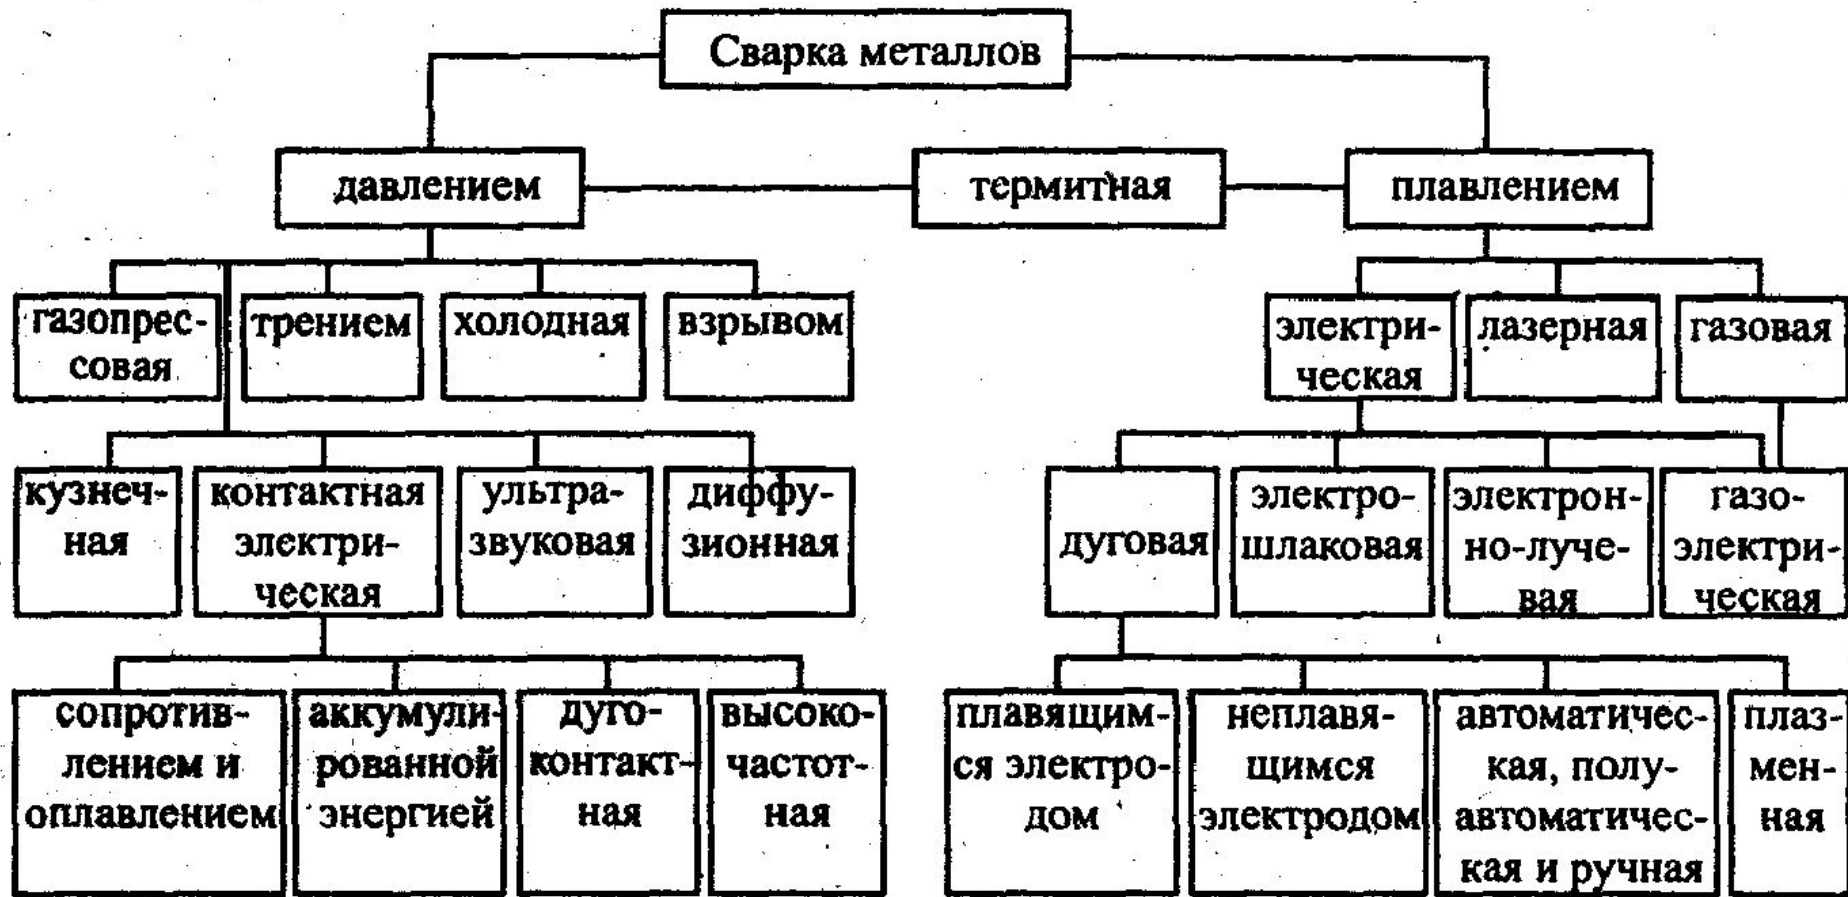 Сварка металлов
давлением
термитная
плавлением
газопрес-
совая
трением
холодная
взрывом
электри-
ческая
лазерная
газовая
кузнеч-
ная
контактная
электри-
ческая
ультра-
звуковая
диффу-
зионная
дуговая
электро-
шлаковая
электрон-
но-луче-
вая
газо-
электри-
ческая
сопротив-
лением и
оплавлением
аккумули-
рованной
энергией
дуго-
контакт-
ная
высоко-
частот-
ная
плавящим-
ся электро-
дом
неплавя-
щимся
электродом
автоматичес-
кая, полу-
автоматичес-
кая и ручная
плаз-
мен-
ная